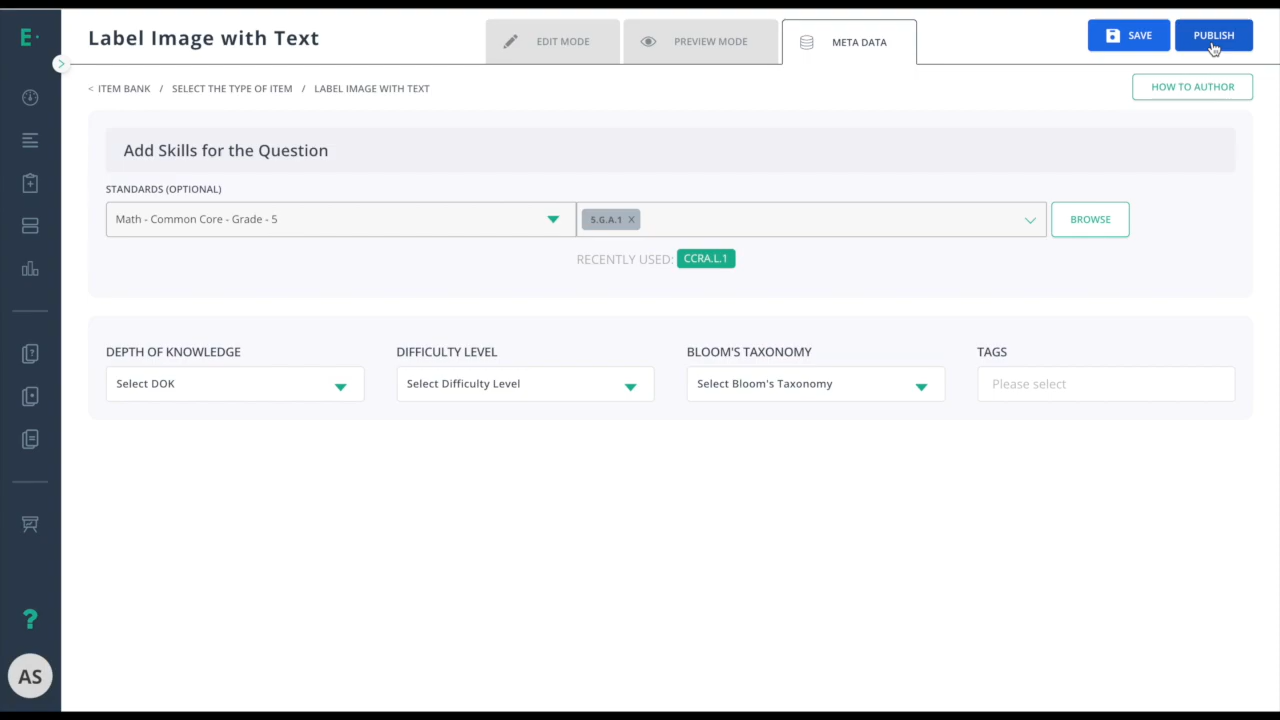 E·
Label Image with Text
EDIT MODE
PREVIEW MODE
META DATA
SAVE
PUBLISH
< ITEM BANK / SELECT THE TYPE OF ITEM / LABEL IMAGE WITH TEXT
HOW TO AUTHOR
Add Skills for the Question
STANDARDS (OPTIONAL)
Math - Common Core - Grade - 5
5.G.A.1 X
BROWSE
RECENTLY USED: CCRA.L.1
DEPTH OF KNOWLEDGE
DIFFICULTY LEVEL
BLOOM'S TAXONOMY
TAGS
Select DOK
Select Difficulty Level
Select Bloom's Taxonomy
Please select
?
AS